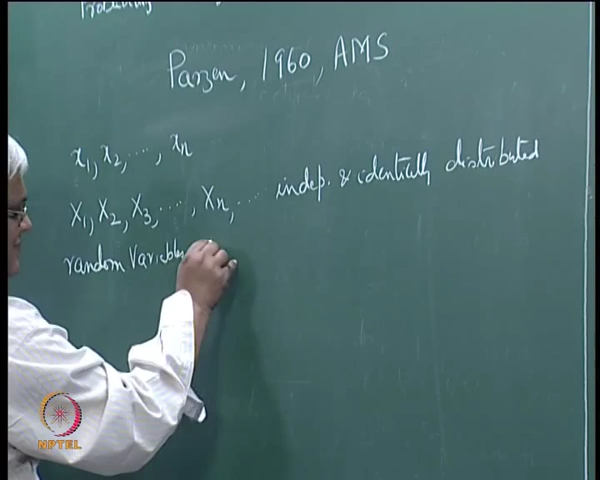 Parzen, 1960, AMS
x1, x2, ...., xn
X1, X2, X3, ....., Xn, .... indep. & identically distributed
random variables
NPTEL